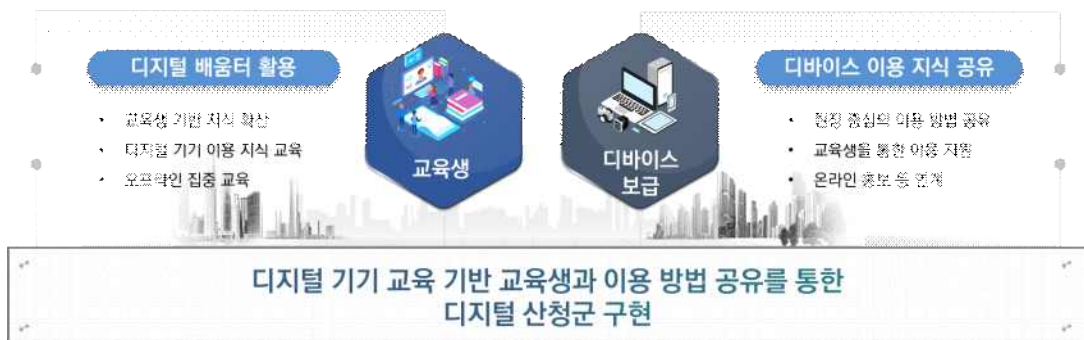 디지털 배움터 활용
• 교육생 기반 지식 확산
• 디지털 기기 이용 지식 교육
• 오프라인 집중 교육
교육생
디바이스
보급
디바이스 이용 지식 공유
• 현장 중심의 이용 방법 공유
• 교육생을 통한 이용 지원
• 온라인 홍보 등 연계
디지털 기기 교육 기반 교육생과 이용 방법 공유를 통한
디지털 산청군 구현